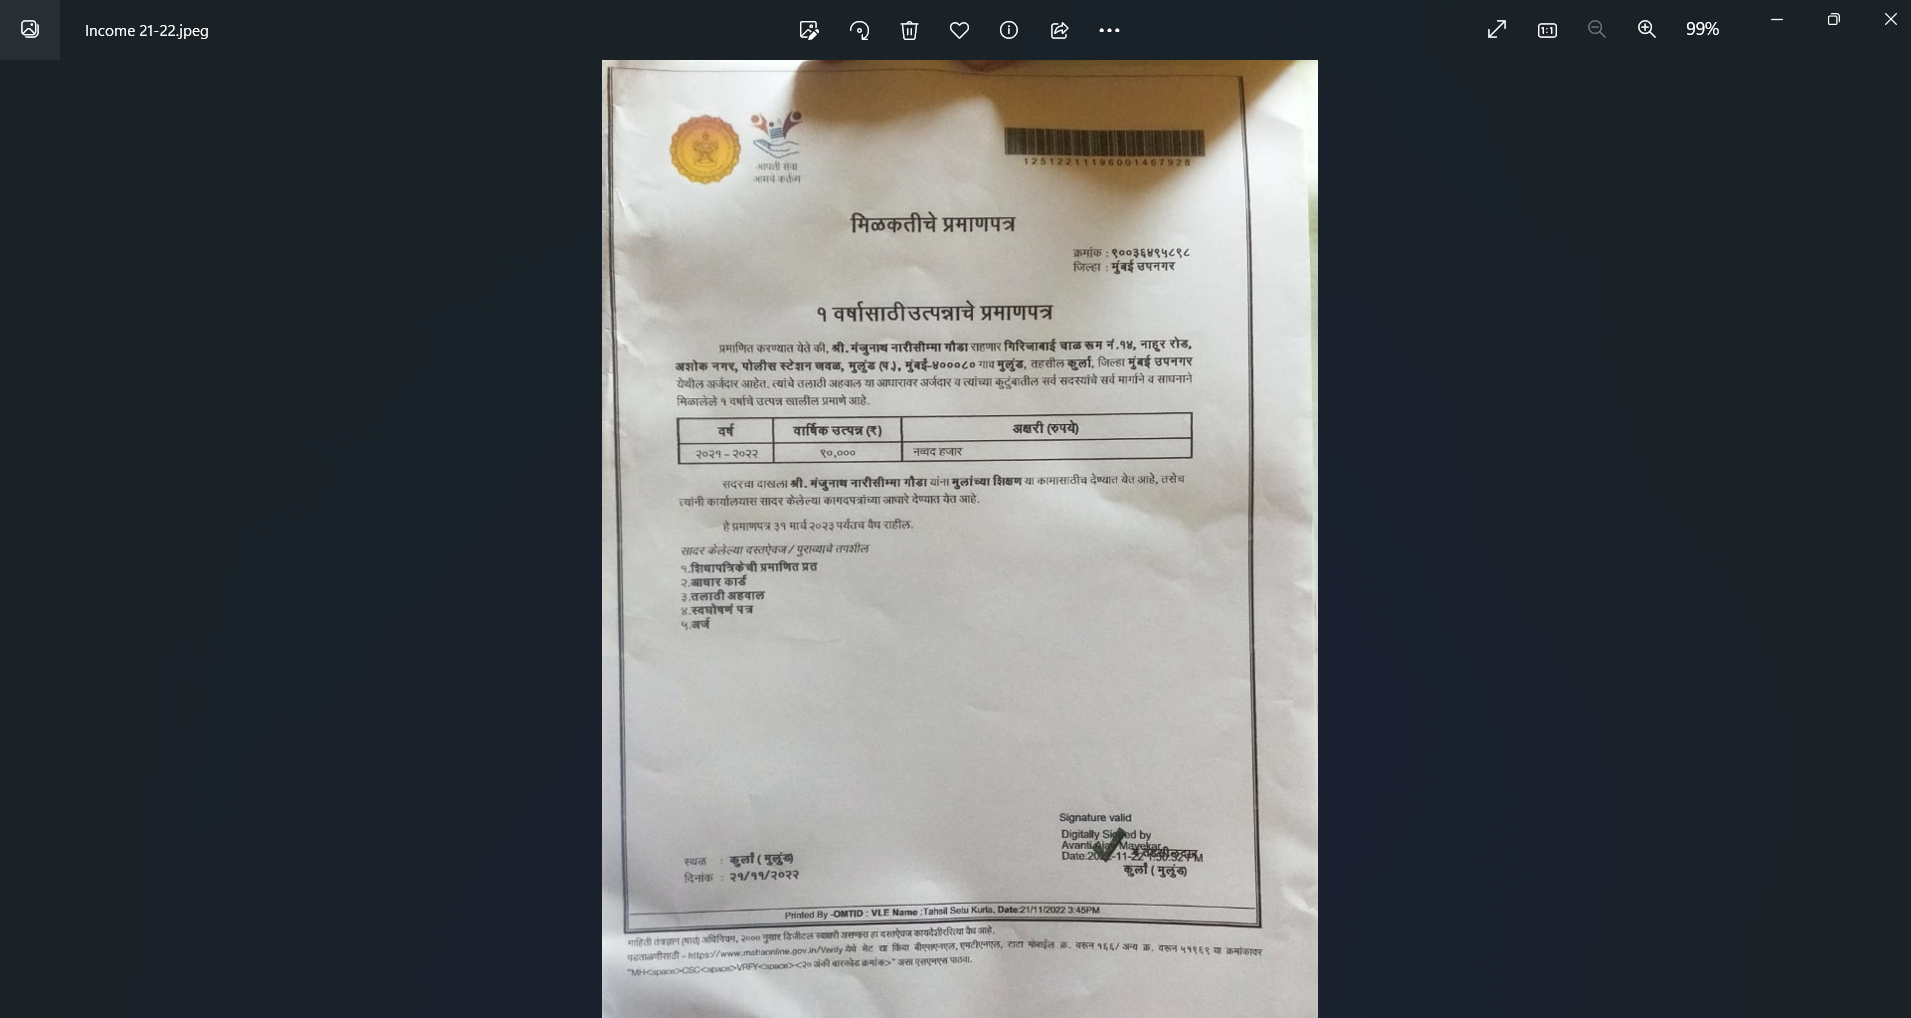 Income 21-22.jpeg
99%
आपली सेवा
आमचे कर्तव्य
12512211196001467928
मिळकतीचे प्रमाणपत्र
क्रमांक : ९००३६४९५८९८
जिल्हा : मुंबई उपनगर
१ वर्षासाठी उत्पन्नाचे प्रमाणपत्र
प्रमाणित करण्यात येते की, श्री. मंजुनाथ नारीसीम्मा गौडा राहणार गिरिजाबाई चाळ रूम नं.१४, नाहूर रोड,
अशोक नगर, पोलीस स्टेशन जवळ, मुलूंड (प.), मुंबई-४०००८० गाव मुलुंड, तहसील कुर्ला, जिल्हा मुंबई उपनगर
येथील अर्जदार आहेत. त्यांचे तलाठी अहवाल या आधारावर अर्जदार व त्यांच्या कुटुंबातील सर्व सदस्यांचे सर्व मार्गाने व साधनाने
मिळालेले १ वर्षाचे उत्पन्न खालील प्रमाणे आहे.
वर्ष वार्षिक उत्पन्न (₹) अक्षरी (रुपये)
२०२१ – २०२२ ९०,००० नव्वद हजार
सदरचा दाखला श्री. मंजुनाथ नारीसीम्मा गौडा यांना मुलांच्या शिक्षण या कामासाठीच देण्यात येत आहे, तसेच
त्यांनी कार्यालयास सादर केलेल्या कागदपत्रांच्या आधारे देण्यात येत आहे.
हे प्रमाणपत्र ३१ मार्च २०२३ पर्यंतच वैध राहील.
सादर केलेल्या दस्तऐवज / पुराव्याचे तपशील
१.शिधापत्रिकेची प्रमाणित प्रत
२.आधार कार्ड
३.तलाठी अहवाल
४.स्वघोषणं पत्र
५.अर्ज
Signature valid
Digitally Signed by
Avanti Ajay Mayekar
Date:2022-11-22 1:50:32 PM
तहसीलदार
कुर्ला ( मुलुंड)
स्थळ : कुर्ला ( मुलुंड)
दिनांक : २१/११/२०२२
Printed By -OMTID : VLE Name :Tahsil Setu Kurla, Date:21/11/2022 3:45PM
माहिती तंत्रज्ञान (मातं) अधिनियम, २००० नुसार डिजीटल स्वाक्षरी असणारा हा दस्तऐवज कायदेशीररित्या वैध आहे.
पडताळणीसाठी - https://www.mahaonline.gov.in/Verify येथे भेट द्या किंवा बीएसएनएल, एमटीएनएल, टाटा मोबाईल क्र. वरून १६६/ अन्य क्र. वरून ५१९६९ या क्रमांकावर
"MH<space>CSC<space>VRFY<space><२० अंकी बारकोड क्रमांक>" असा एसएमएस पाठवा.